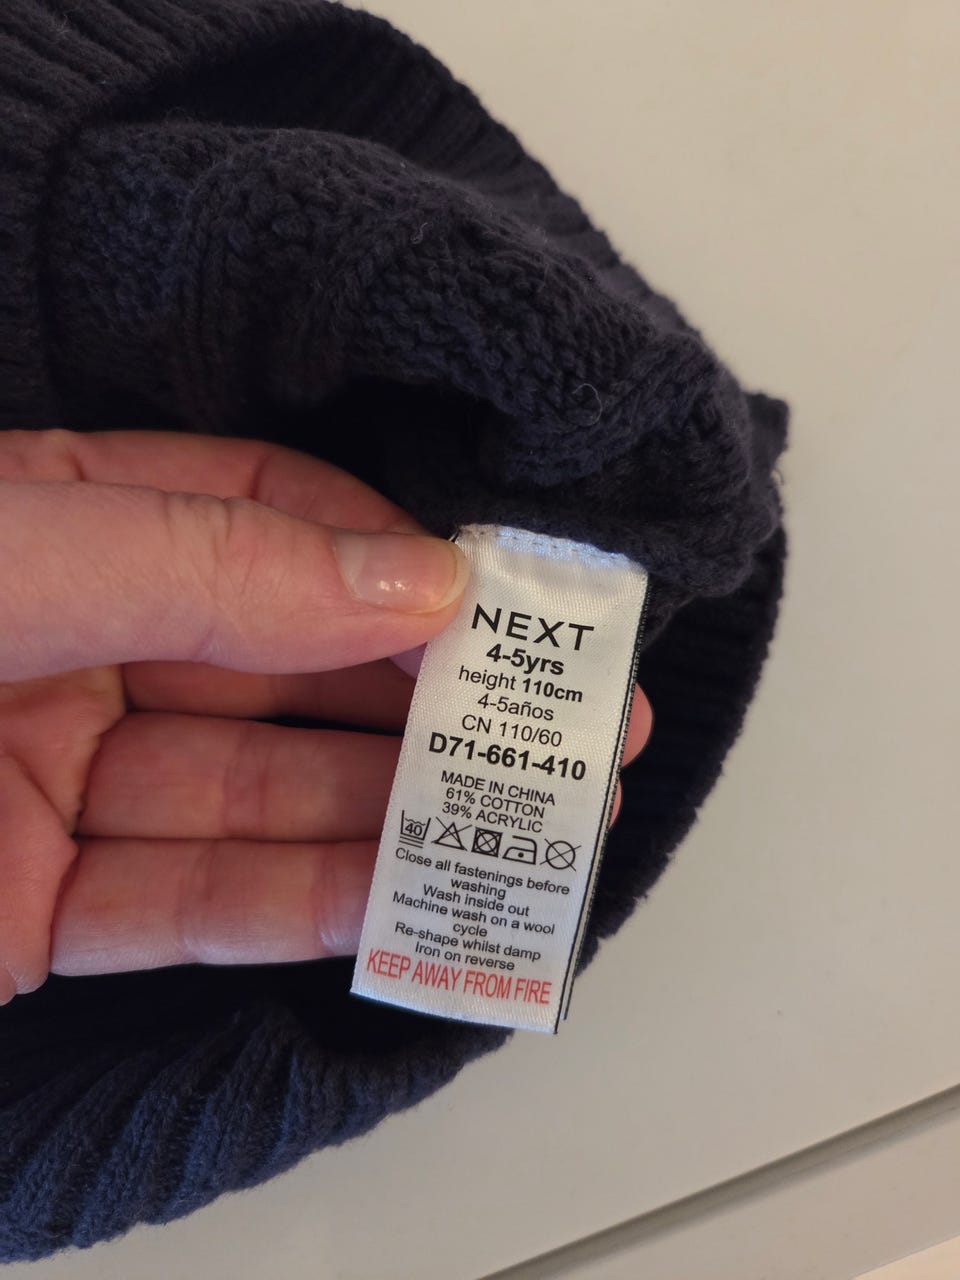 NEXT
4-5yrs
height 110cm
4-5años
CN 110/60
D71-661-410
MADE IN CHINA
61% COTTON
39% ACRYLIC
40
Close all fastenings before
washing
Wash inside out
Machine wash on a wool
cycle
Re-shape whilst damp
Iron on reverse
KEEP AWAY FROM FIRE